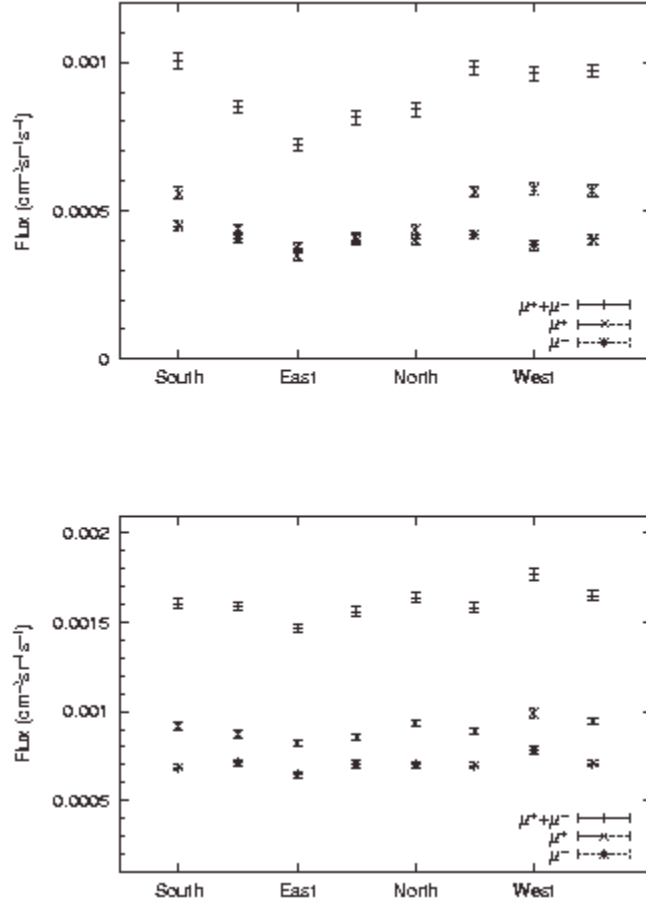 0.001
0.0005
0
Flux (cm⁻²sr⁻¹s⁻¹)
μ⁺+μ⁻
μ⁺
μ⁻
South East North West
0.002
0.0015
0.001
0.0005
Flux (cm⁻²sr⁻¹s⁻¹)
μ⁺+μ⁻
μ⁺
μ⁻
South East North West